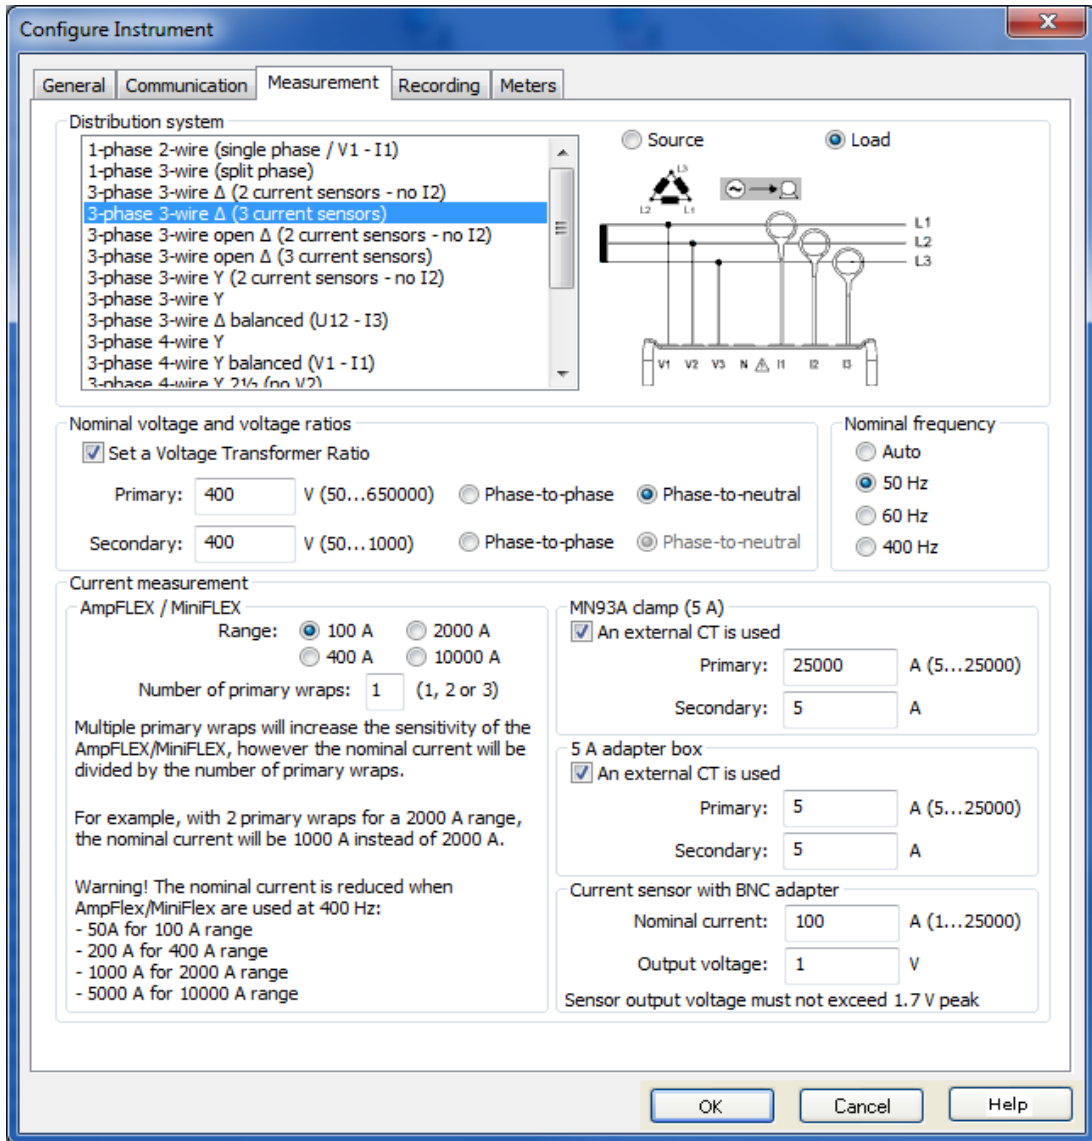 Configure Instrument
X
General Communication Measurement Recording Meters
Distribution system
1-phase 2-wire (single phase / V1 - I1)
1-phase 3-wire (split phase)
3-phase 3-wire Δ (2 current sensors - no I2)
3-phase 3-wire Δ (3 current sensors)
3-phase 3-wire open Δ (2 current sensors - no I2)
3-phase 3-wire open Δ (3 current sensors)
3-phase 3-wire Y (2 current sensors - no I2)
3-phase 3-wire Y
3-phase 3-wire Δ balanced (U12 - I3)
3-phase 4-wire Y
3-phase 4-wire Y balanced (V1 - I1)
3-phase 4-wire Y 2½ (no V2)
Source Load
L3
L2 L1
L1
L2
L3
V1 V2 V3 N I1 I2 I3
Nominal voltage and voltage ratios
Set a Voltage Transformer Ratio
Primary: 400 V (50...650000) Phase-to-phase Phase-to-neutral
Secondary: 400 V (50...1000) Phase-to-phase Phase-to-neutral
Nominal frequency
Auto
50 Hz
60 Hz
400 Hz
Current measurement
AmpFLEX / MiniFLEX
Range: 100 A 2000 A
400 A 10000 A
Number of primary wraps: 1 (1, 2 or 3)
Multiple primary wraps will increase the sensitivity of the
AmpFLEX/MiniFLEX, however the nominal current will be
divided by the number of primary wraps.
For example, with 2 primary wraps for a 2000 A range,
the nominal current will be 1000 A instead of 2000 A.
Warning! The nominal current is reduced when
AmpFlex/MiniFlex are used at 400 Hz:
- 50A for 100 A range
- 200 A for 400 A range
- 1000 A for 2000 A range
- 5000 A for 10000 A range
MN93A clamp (5 A)
An external CT is used
Primary: 25000 A (5...25000)
Secondary: 5 A
5 A adapter box
An external CT is used
Primary: 5 A (5...25000)
Secondary: 5 A
Current sensor with BNC adapter
Nominal current: 100 A (1...25000)
Output voltage: 1 V
Sensor output voltage must not exceed 1.7 V peak
OK Cancel Help